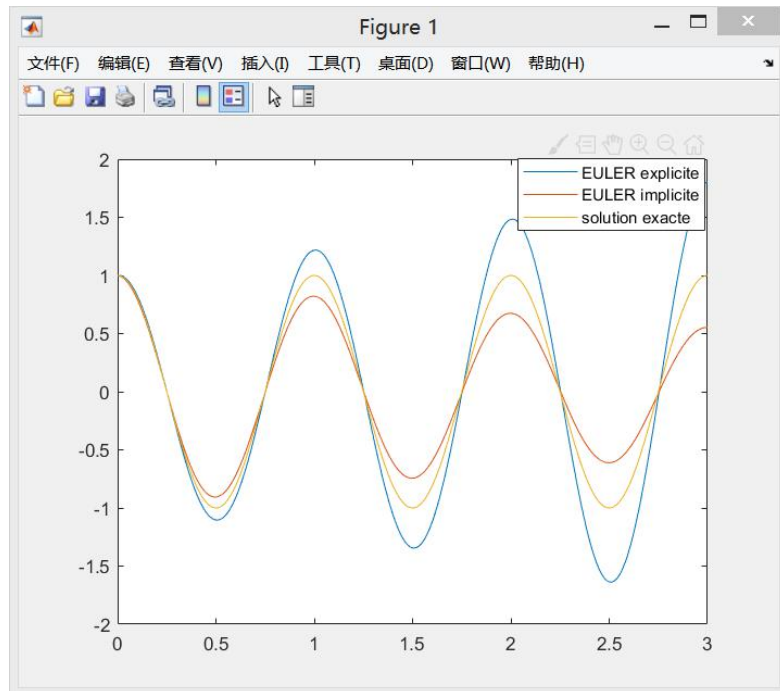 Figure 1
文件(F) 编辑(E) 查看(V) 插入(I) 工具(T) 桌面(D) 窗口(W) 帮助(H)
EULER explicite
EULER implicite
solution exacte
2
1.5
1
0.5
0
-0.5
-1
-1.5
-2
0 0.5 1 1.5 2 2.5 3